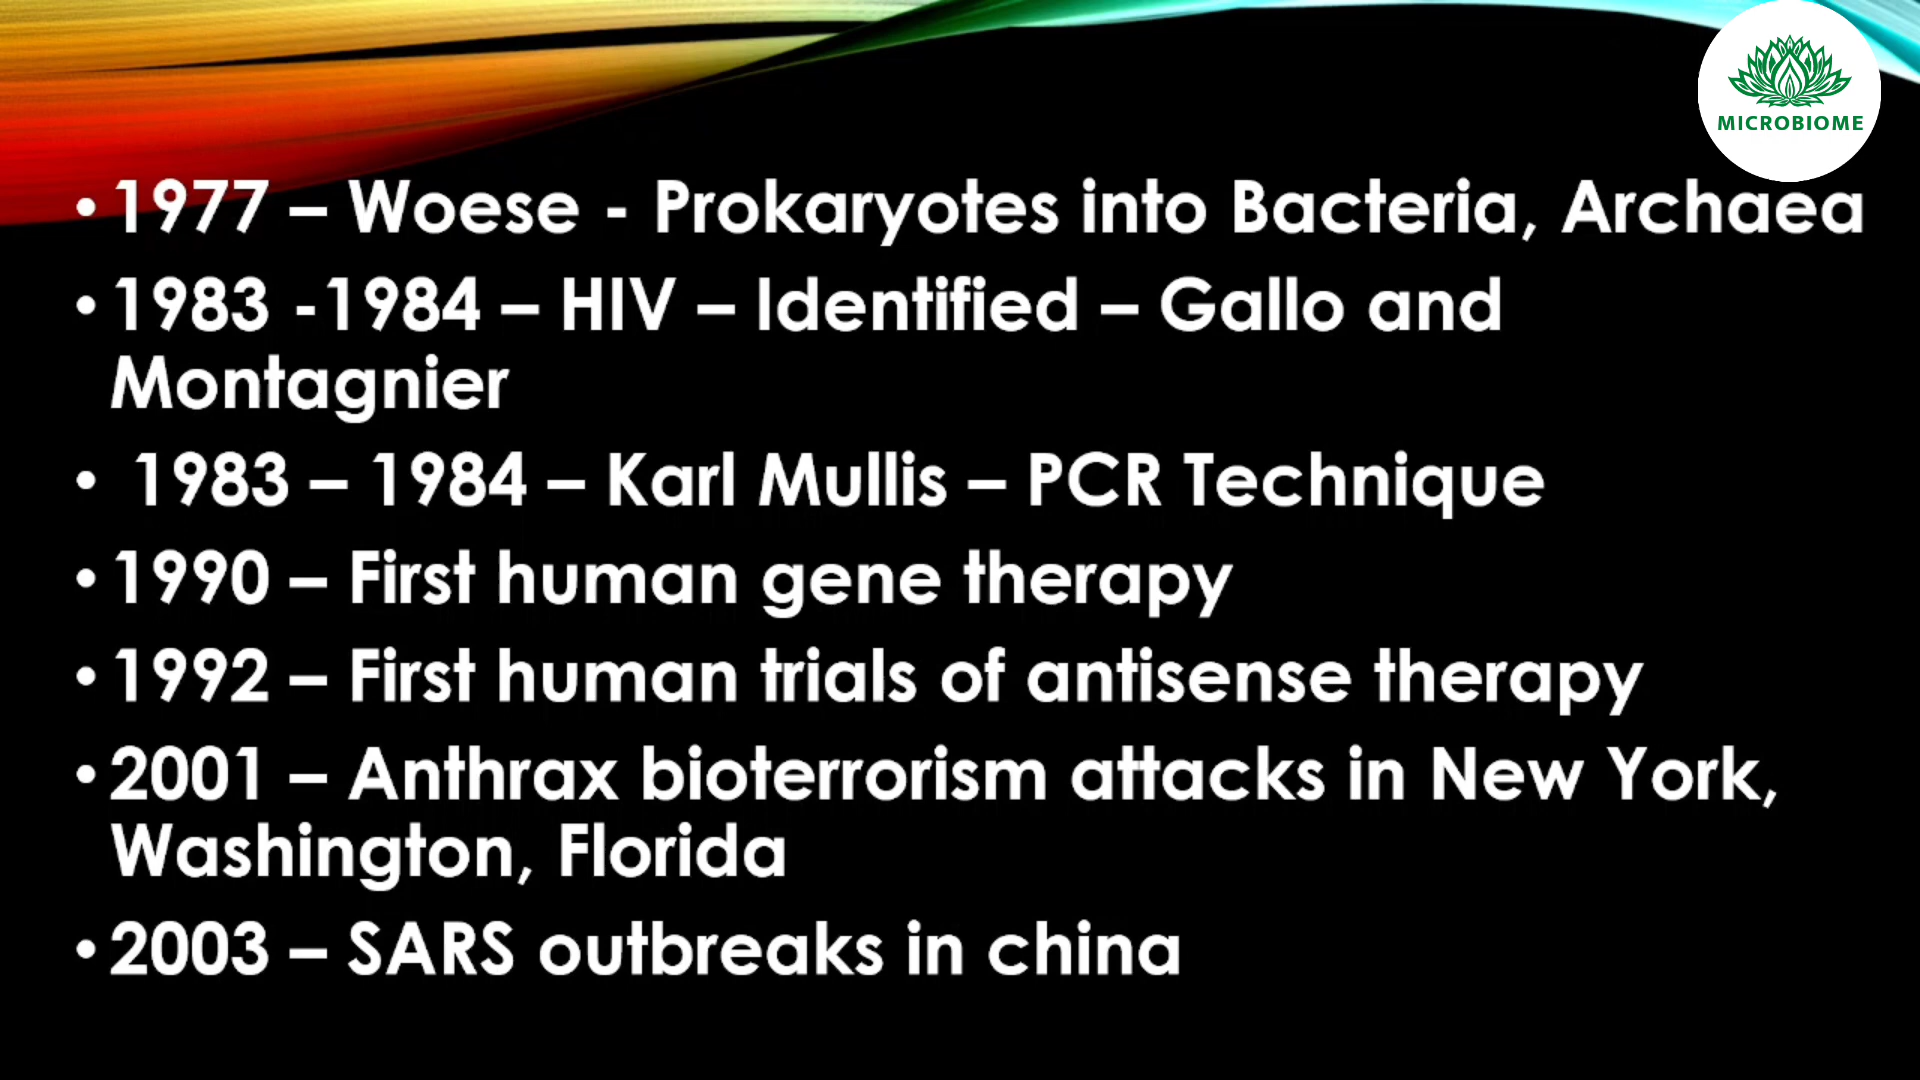 MICROBIOME
• 1977 – Woese - Prokaryotes into Bacteria, Archaea
• 1983 -1984 – HIV – Identified – Gallo and
Montagnier
• 1983 – 1984 – Karl Mullis – PCR Technique
• 1990 – First human gene therapy
• 1992 – First human trials of antisense therapy
• 2001 – Anthrax bioterrorism attacks in New York,
Washington, Florida
• 2003 – SARS outbreaks in china